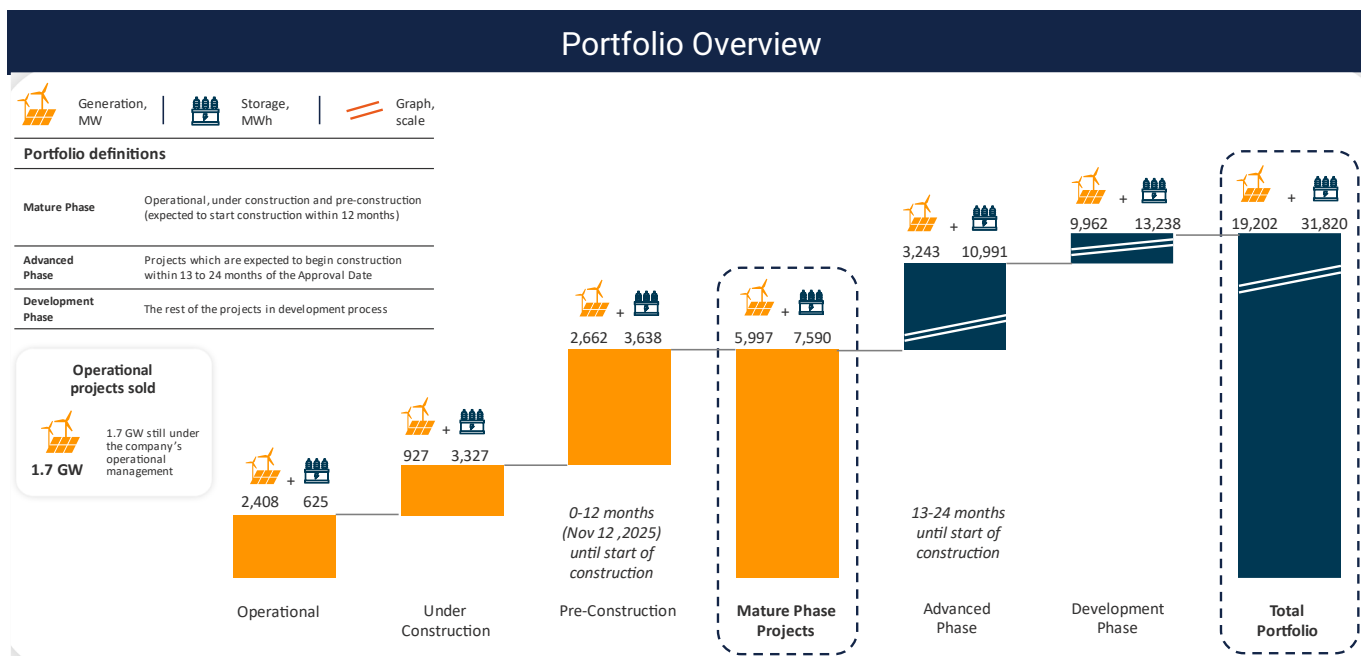 Portfolio Overview
Generation,
MW
Storage,
MWh
Graph,
scale
Portfolio definitions
Mature Phase
Operational, under construction and pre-construction
(expected to start construction within 12 months)
Advanced
Phase
Projects which are expected to begin construction
within 13 to 24 months of the Approval Date
Development
Phase
The rest of the projects in development process
Operational
projects sold
1.7 GW
1.7 GW still under
the company's
operational
management
+
2,408 625
Operational
+
927 3,327
Under
Construction
+
2,662 3,638
0-12 months
(Nov 12 ,2025)
until start of
construction
Pre-Construction
+
5,997 7,590
Mature Phase
Projects
+
3,243 10,991
13-24 months
until start of
construction
Advanced
Phase
+
9,962 13,238
Development
Phase
+
19,202 31,820
Total
Portfolio